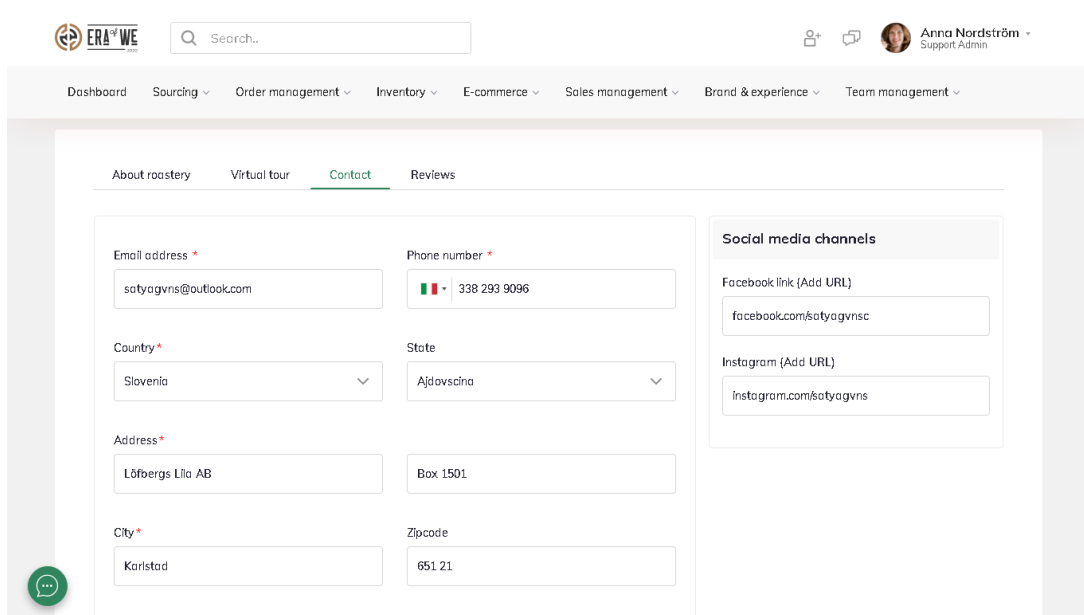 ERA of WE
Search..
Anna Nordström
Support Admin
Dashboard Sourcing Order management Inventory E-commerce Sales management Brand & experience Team management
About roastery Virtual tour Contact Reviews
Email address * Phone number *
satyagvns@outlook.com 338 293 9096
Country* State
Slovenia Ajdovscina
Address*
Löfbergs Lila AB Box 1501
City* Zipcode
Karlstad 651 21
Social media channels
Facebook link (Add URL)
facebook.com/satyagvnsc
Instagram (Add URL)
instagram.com/satyagvns